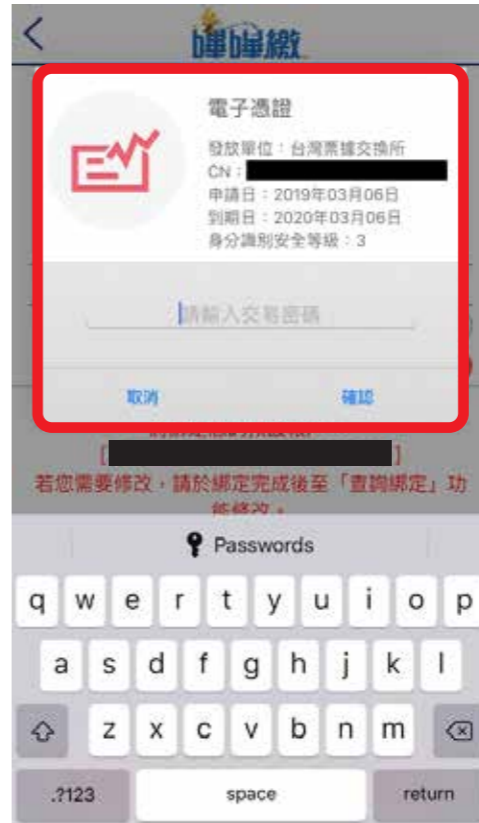 嗶嗶繳
電子憑證
發放單位：台灣票據交換所
CN：
申請日：2019年03月06日
到期日：2020年03月06日
身分識別安全等級：3
請輸入交易密碼
取消 確認
[ ]
若您需要修改，請於綁定完成後至「查詢綁定」功
能修改。
Passwords
q w e r t y u i o p
a s d f g h j k l
z x c v b n m
.?123 space return